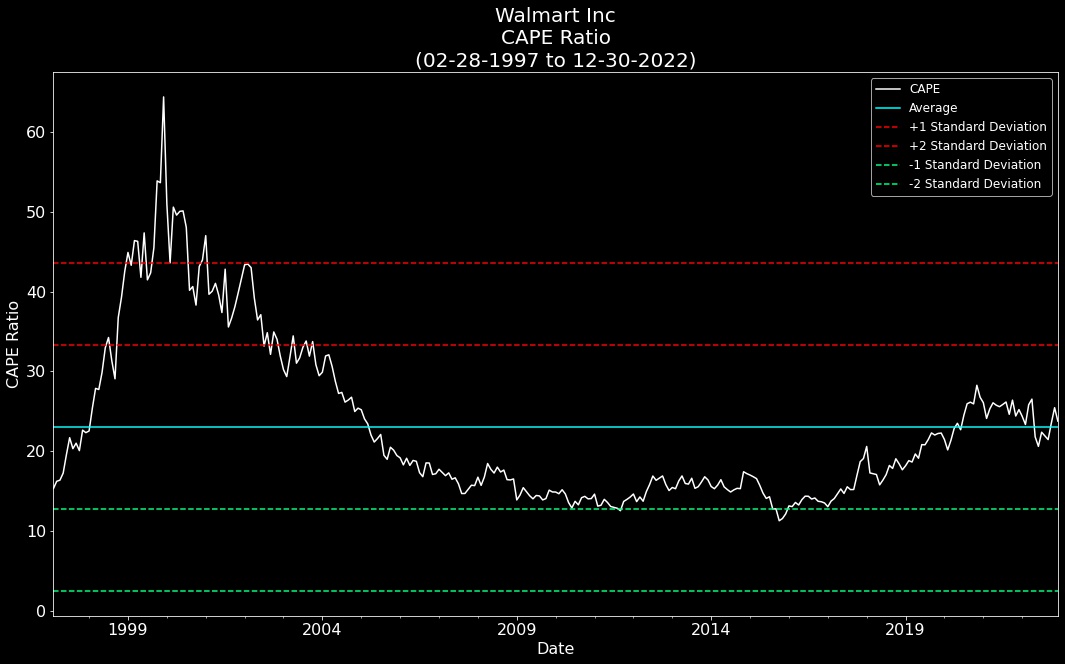 Walmart Inc
CAPE Ratio
(02-28-1997 to 12-30-2022)
CAPE
Average
+1 Standard Deviation
+2 Standard Deviation
-1 Standard Deviation
-2 Standard Deviation
CAPE Ratio
60
50
40
30
20
10
0
1999
2004
2009
2014
2019
Date